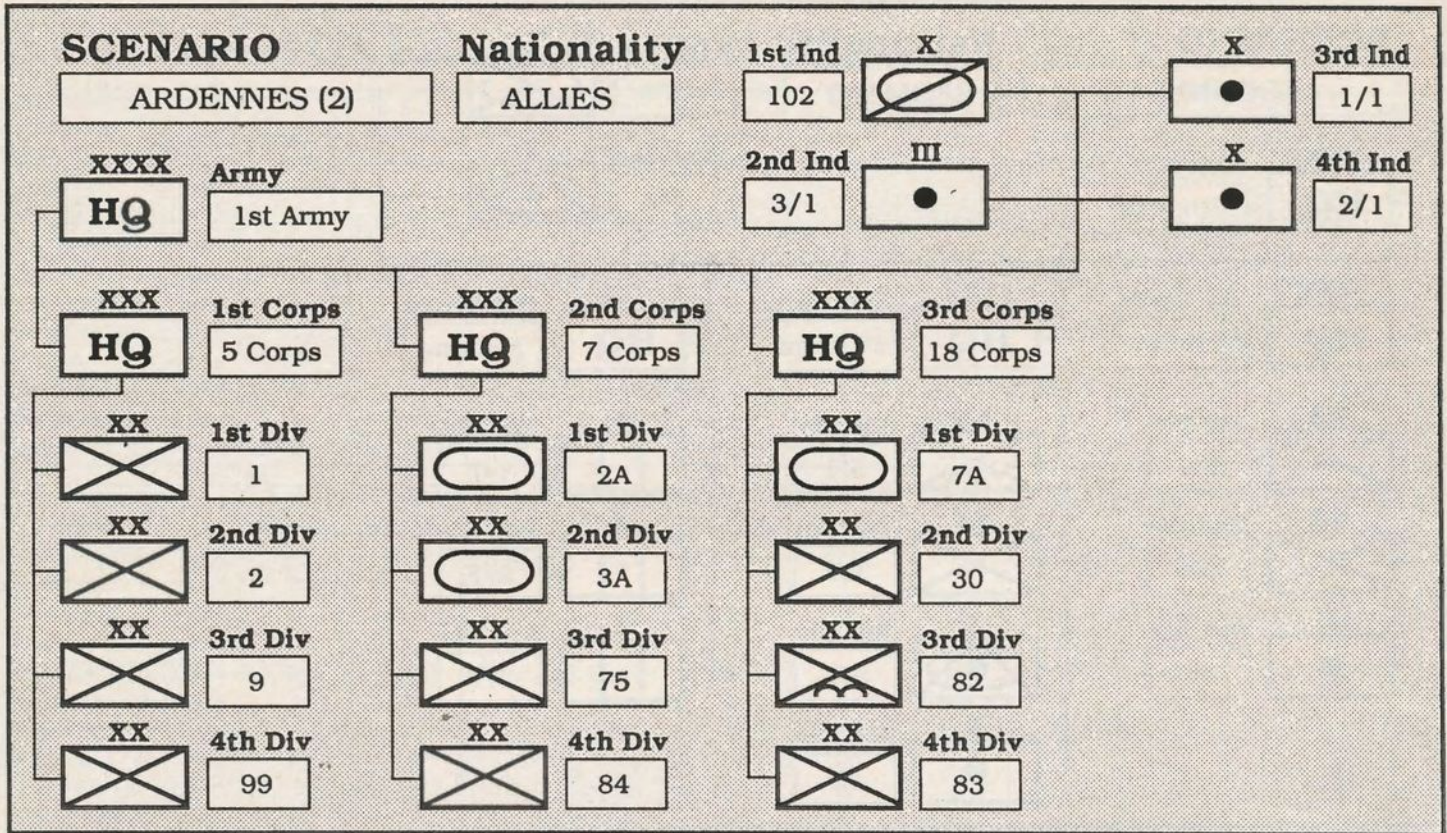 SCENARIO
ARDENNES (2)
Nationality
ALLIES
1st Ind
102
X
X
3rd Ind
1/1
XXXX
HQ
Army
1st Army
2nd Ind
3/1
III
X
4th Ind
2/1
XXX
HQ
1st Corps
5 Corps
XXX
HQ
2nd Corps
7 Corps
XXX
HQ
3rd Corps
18 Corps
XX
1st Div
1
XX
1st Div
2A
XX
1st Div
7A
XX
2nd Div
2
XX
2nd Div
3A
XX
2nd Div
30
XX
3rd Div
9
XX
3rd Div
75
XX
3rd Div
82
XX
4th Div
99
XX
4th Div
84
XX
4th Div
83